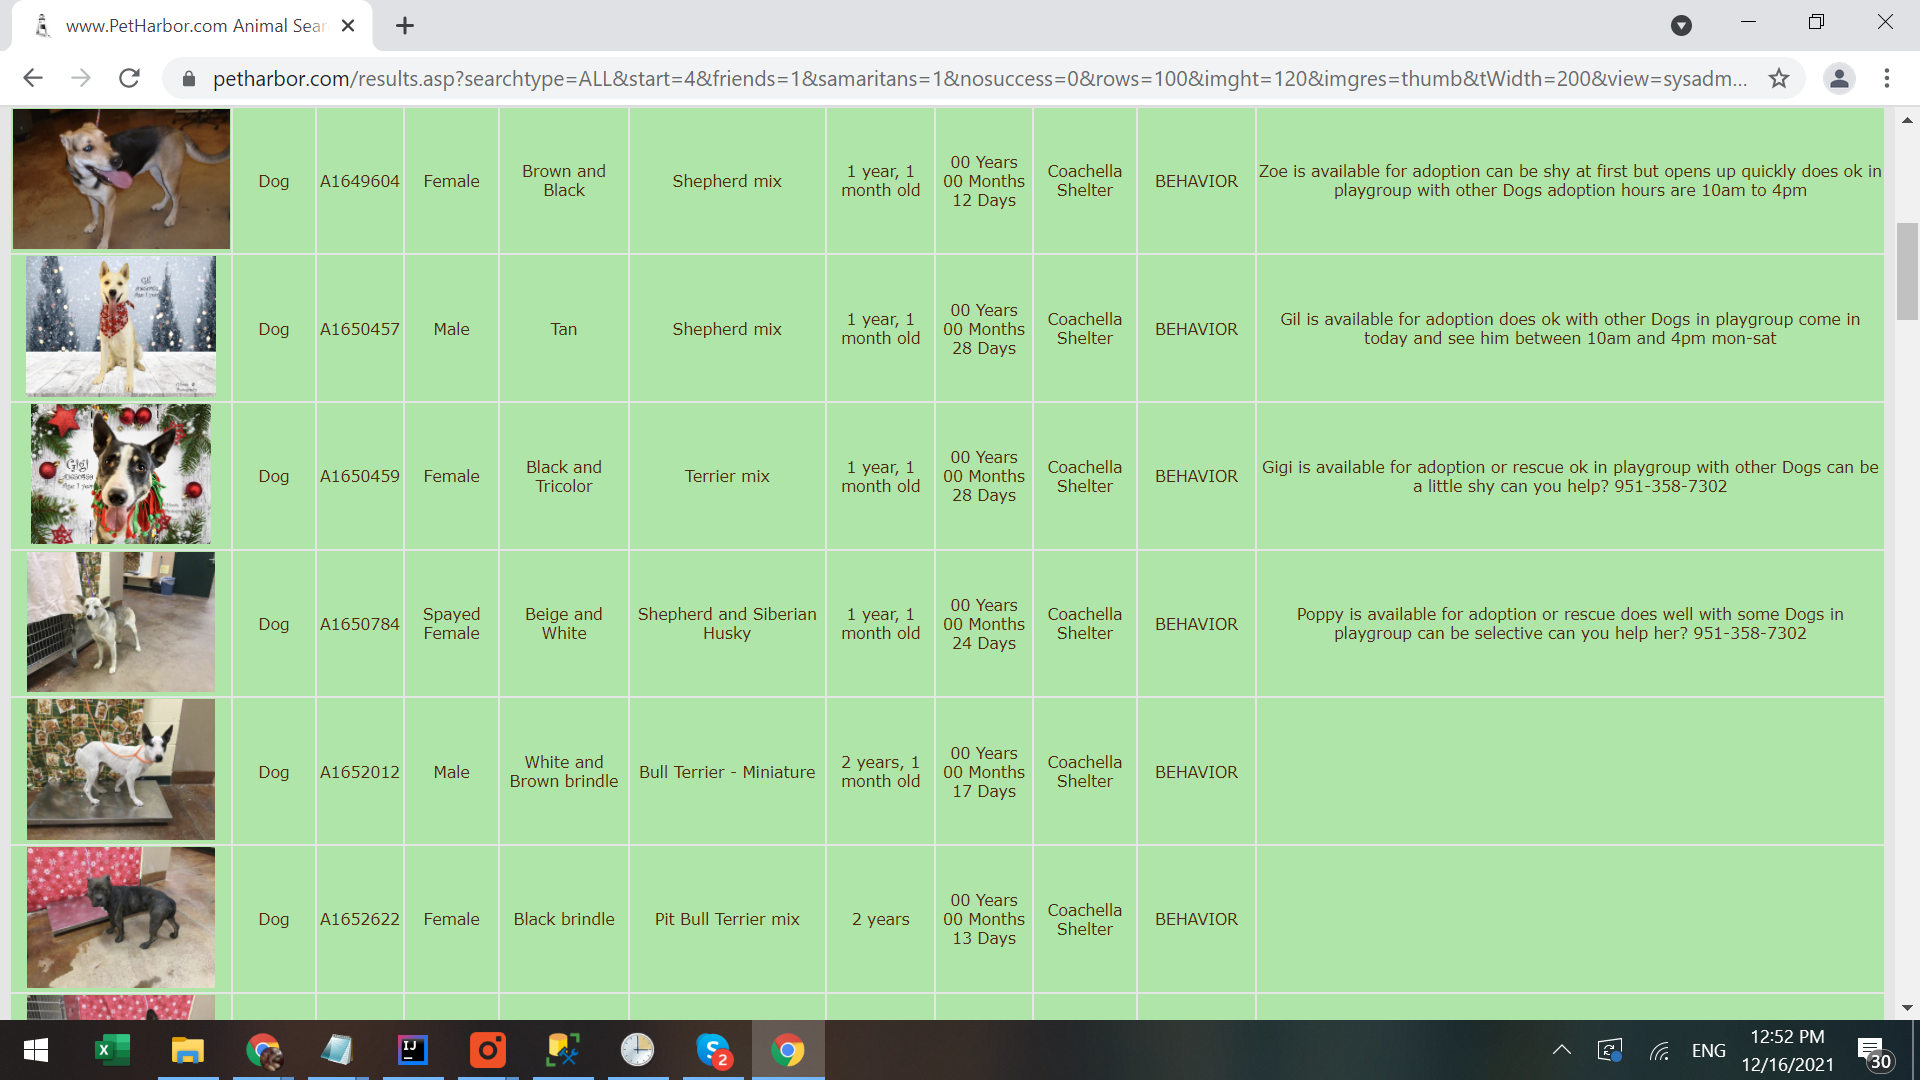 www.PetHarbor.com Animal Sear
petharbor.com/results.asp?searchtype=ALL&start=4&friends=1&samaritans=1&nosuccess=0&rows=100&imght=120&imgres=thumb&tWidth=200&view=sysadm...
Dog
A1649604
Female
Brown and
Black
Shepherd mix
1 year, 1
month old
00 Years
00 Months
12 Days
Coachella
Shelter
BEHAVIOR
Zoe is available for adoption can be shy at first but opens up quickly does ok in
playgroup with other Dogs adoption hours are 10am to 4pm
Gil
Dog
A1650457
Male
Tan
Shepherd mix
1 year, 1
month old
00 Years
00 Months
28 Days
Coachella
Shelter
BEHAVIOR
Gil is available for adoption does ok with other Dogs in playgroup come in
today and see him between 10am and 4pm mon-sat
Gigi
Dog
A1650459
Female
Black and
Tricolor
Terrier mix
1 year, 1
month old
00 Years
00 Months
28 Days
Coachella
Shelter
BEHAVIOR
Gigi is available for adoption or rescue ok in playgroup with other Dogs can be
a little shy can you help? 951-358-7302
Dog
A1650784
Spayed
Female
Beige and
White
Shepherd and Siberian
Husky
1 year, 1
month old
00 Years
00 Months
24 Days
Coachella
Shelter
BEHAVIOR
Poppy is available for adoption or rescue does well with some Dogs in
playgroup can be selective can you help her? 951-358-7302
Dog
A1652012
Male
White and
Brown brindle
Bull Terrier - Miniature
2 years, 1
month old
00 Years
00 Months
17 Days
Coachella
Shelter
BEHAVIOR
Dog
A1652622
Female
Black brindle
Pit Bull Terrier mix
2 years
00 Years
00 Months
13 Days
Coachella
Shelter
BEHAVIOR
X
IJ
S
2
ENG
12:52 PM
12/16/2021
30